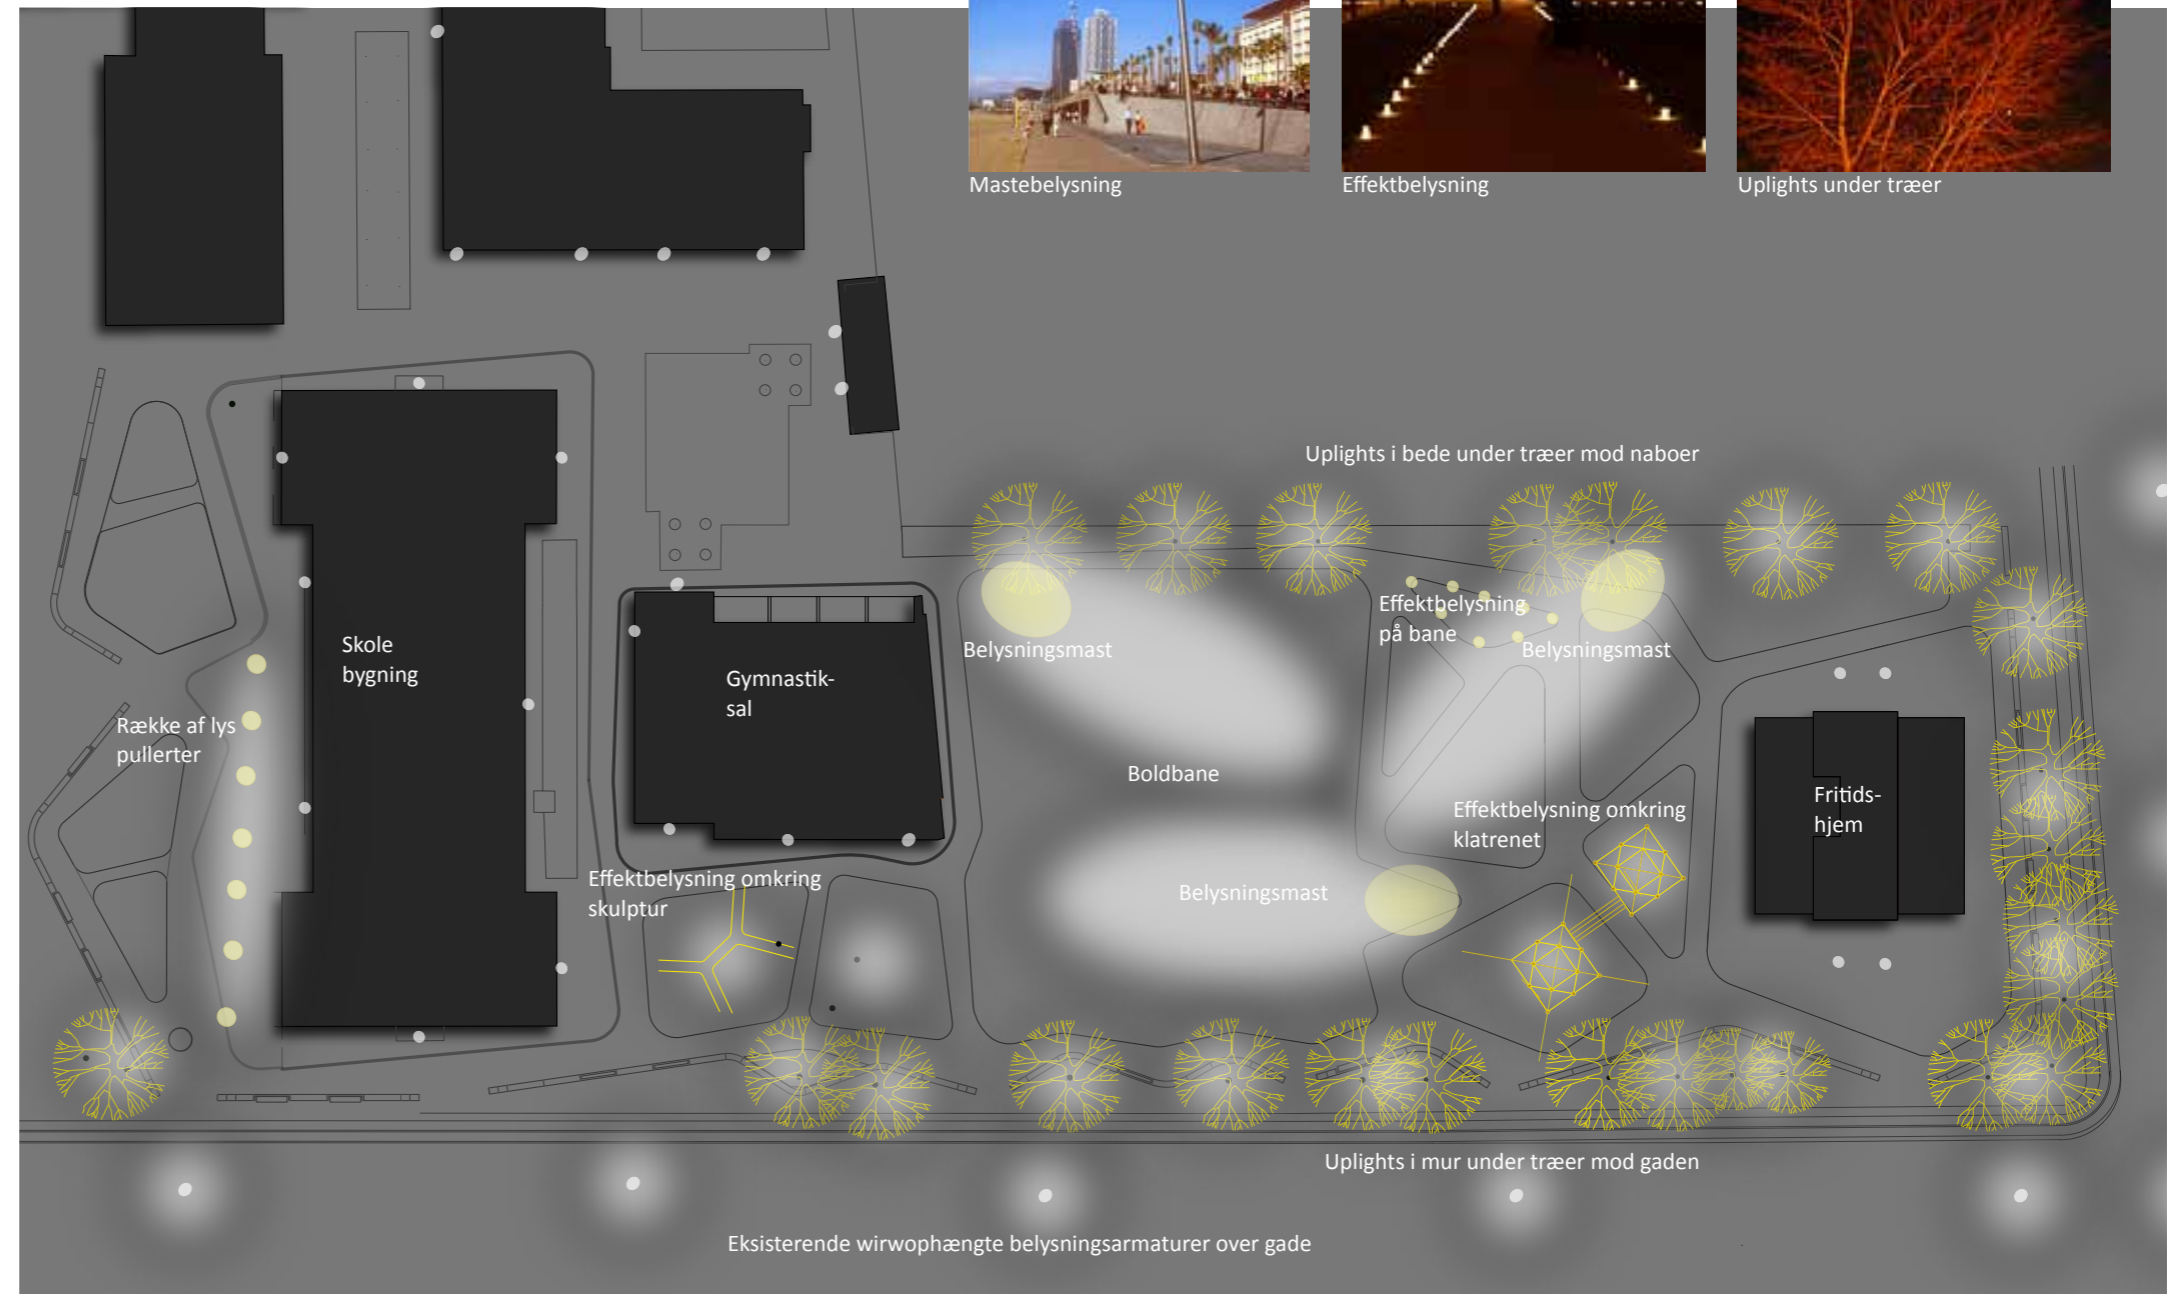 Mastebelysning
Effektbelysning
Uplights under træer
Uplights i bede under træer mod naboer
Effektbelysning
på bane
Belysningsmast
Belysningsmast
Skole
bygning
Gymnastik-
sal
Række af lys
pullerter
Boldbane
Fritids-
hjem
Effektbelysning omkring
klatrenet
Effektbelysning omkring
skulptur
Belysningsmast
Uplights i mur under træer mod gaden
Eksisterende wirwophængte belysningsarmaturer over gade